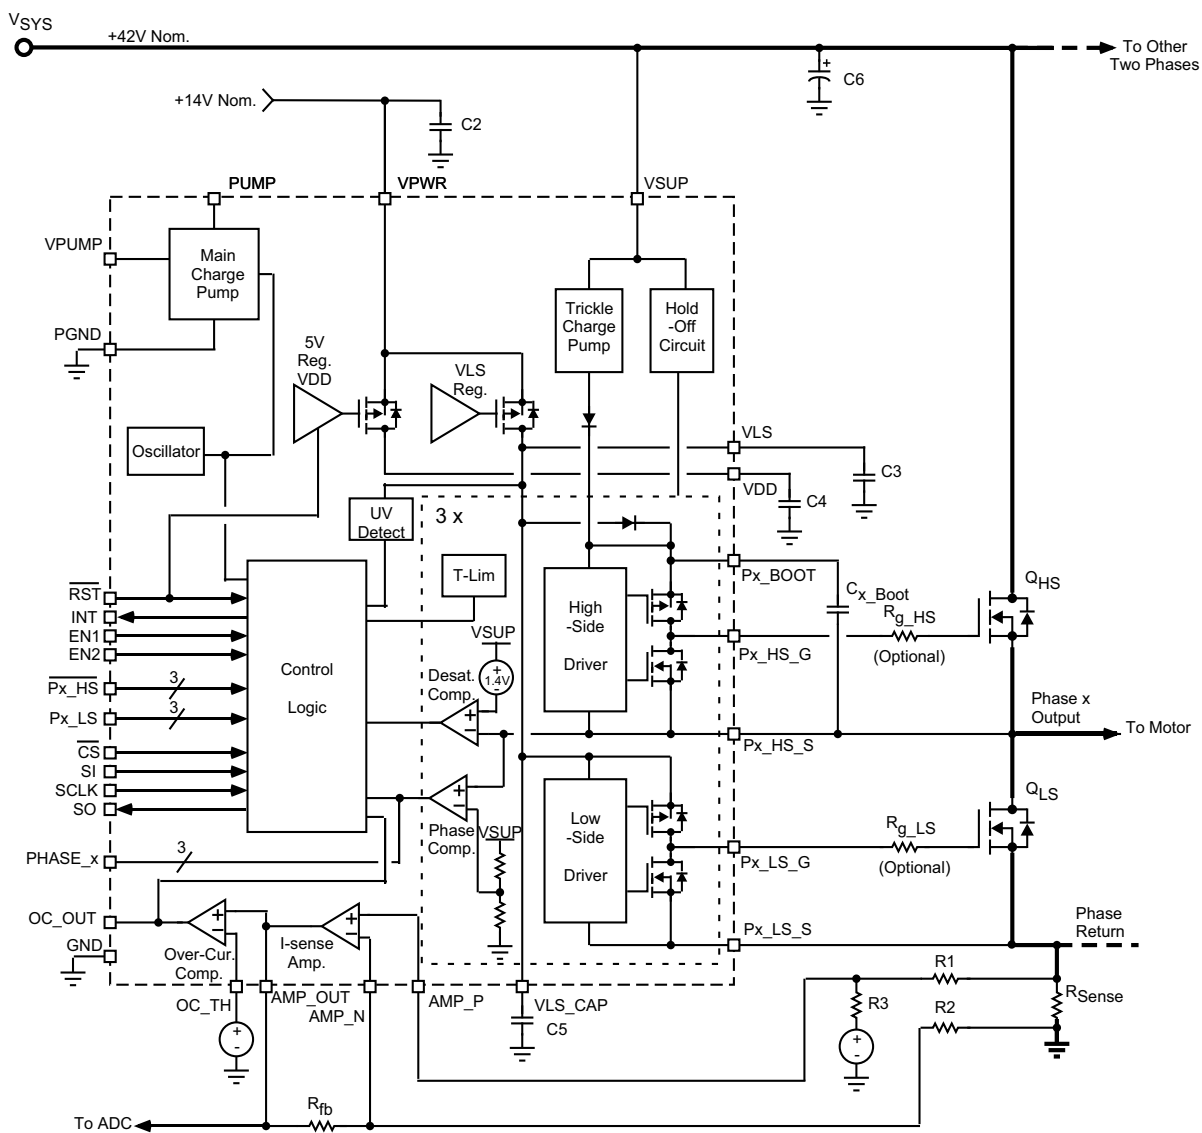 VSYS
+42V Nom.
To Other
Two Phases
C6
+14V Nom.
C2
PUMP
VPWR
VSUP
VPUMP
Main
Charge
Pump
PGND
Trickle
Charge
Pump
Hold
-Off
Circuit
5V
Reg.
VDD
VLS
Reg.
Oscillator
VLS
C3
VDD
C4
UV
Detect
3 x
T-Lim
Px_BOOT
Cx_Boot
QHS
RST
INT
EN1
EN2
Px_HS
3
Px_LS
3
CS
SI
SCLK
SO
Control
Logic
VSUP
+
1.4V
-
Desat.
Comp.
+
−
High
-Side
Driver
Px_HS_G
Rg_HS
(Optional)
Phase x
Output
To Motor
Px_HS_S
+
−
Phase
Comp.
VSUP
Low
-Side
Driver
QLS
Rg_LS
(Optional)
Px_LS_G
PHASE_x
3
OC_OUT
GND
+
−
Over-Cur.
Comp.
+
−
I-sense
Amp.
Px_LS_S
Phase
Return
OC_TH
AMP_OUT
AMP_N
AMP_P
VLS_CAP
C5
R1
R2
R3
RSense
+
-
+
-
Rfb
To ADC